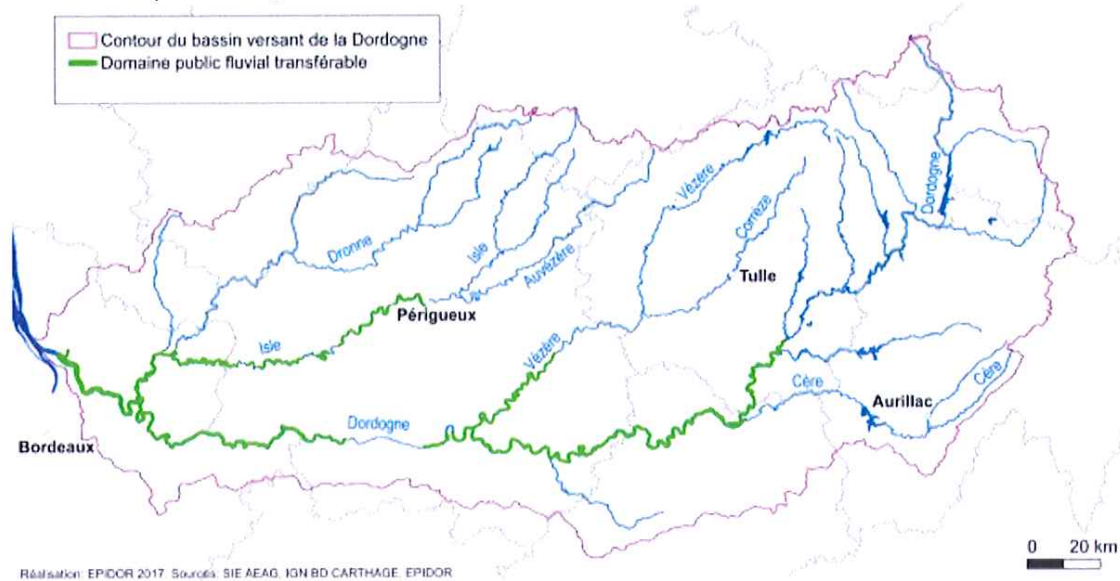 Contour du bassin versant de la Dordogne
Domaine public fluvial transférable
Dordogne
Vézère
Corrèze
Dronne
Isle
Auvézère
Tulle
Périgueux
Isle
Vézère
Cère
Cère
Aurillac
Dordogne
Bordeaux
0 20 km
Réalisation: EPIDOR 2017 Sources: SIE AEAG, IGN BD CARTHAGE, EPIDOR